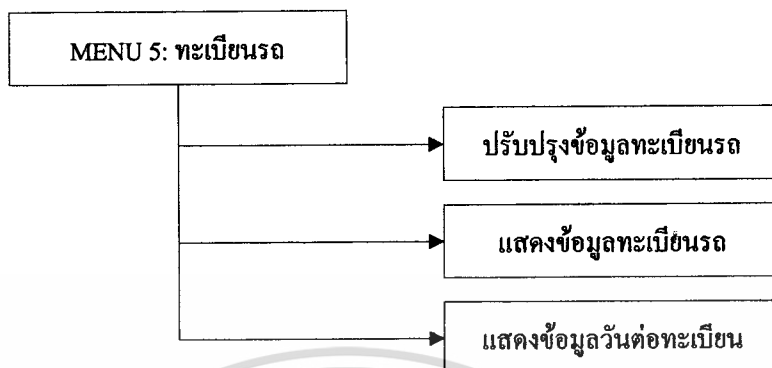 MENU 5: ทะเบียนรถ
ปรับปรุงข้อมูลทะเบียนรถ
แสดงข้อมูลทะเบียนรถ
แสดงข้อมูลวันต่อทะเบียน